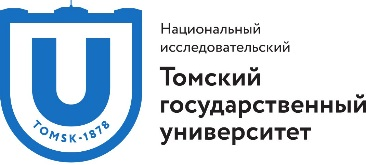 U
TOMSK-1878
Национальный
исследовательский
Томский
государственный
университет